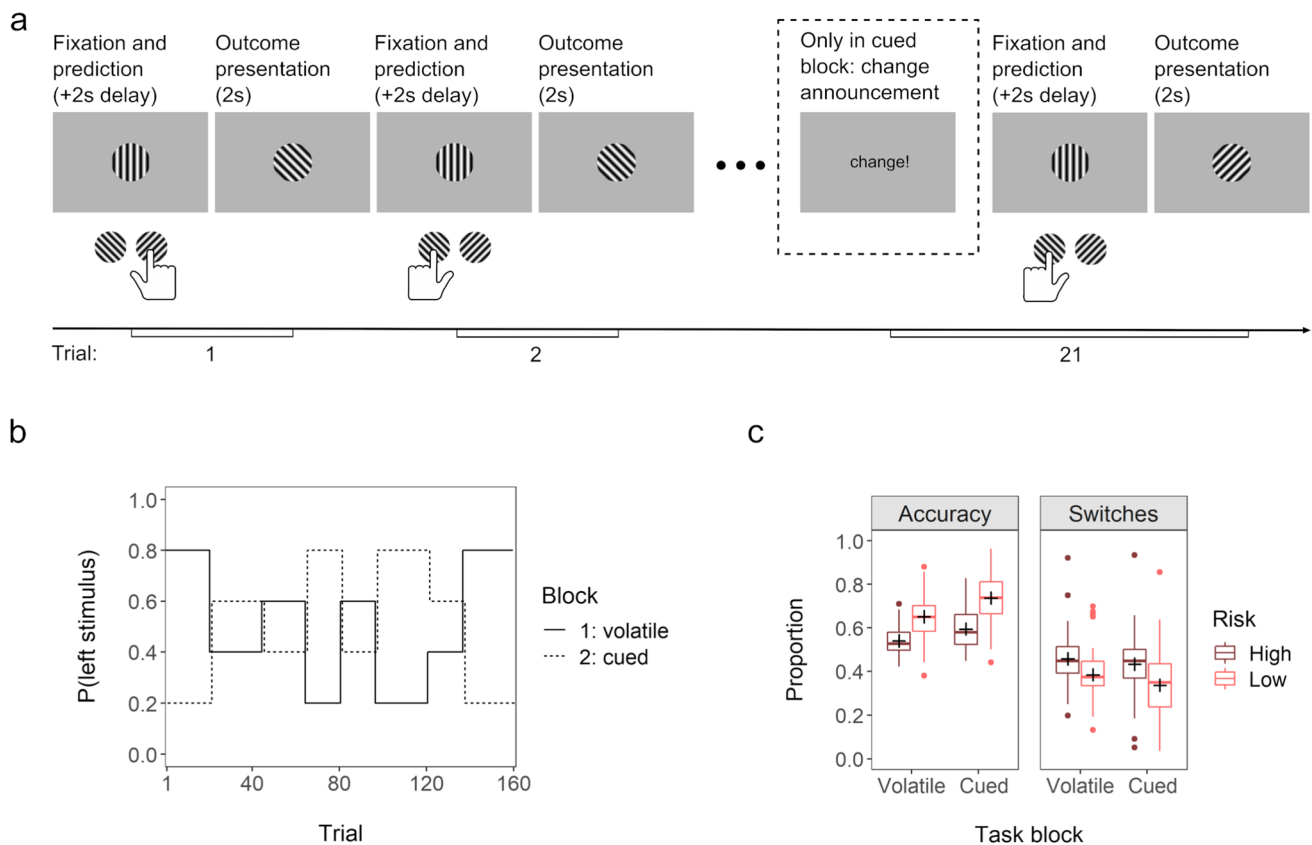 a
Fixation and
prediction
(+2s delay)
Outcome
presentation
(2s)
Fixation and
prediction
(+2s delay)
Outcome
presentation
(2s)
Only in cued
block: change
announcement
Fixation and
prediction
(+2s delay)
Outcome
presentation
(2s)
change!
Trial:
1
2
21
b
P(left stimulus)
1.0
0.8
0.6
0.4
0.2
0.0
1
40
80
120
160
Trial
Block
1: volatile
2: cued
c
Accuracy
Switches
Proportion
1.0
0.8
0.6
0.4
0.2
0.0
Volatile
Cued
Volatile
Cued
Task block
Risk
High
Low